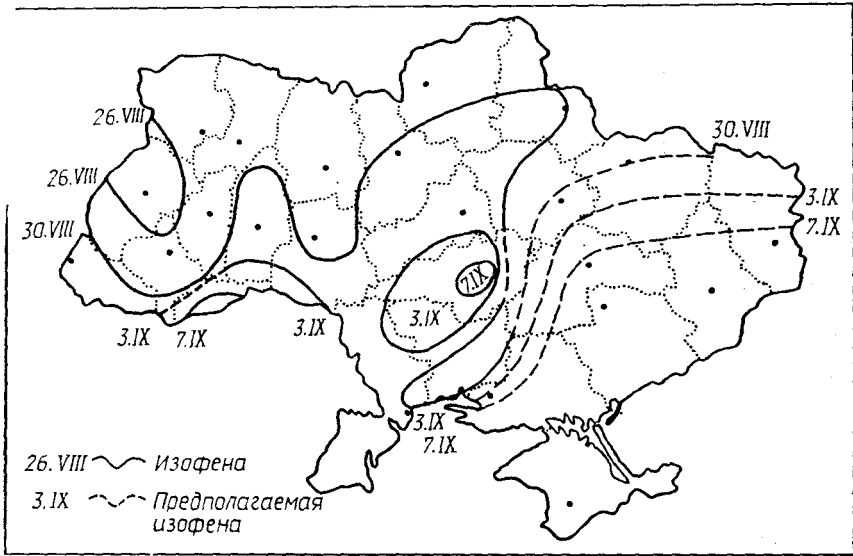 26.VIII
30.VIII
26.VIII
3.IX
30.VIII
7.IX
7.IX
3.IX
3.IX
7.IX
3.IX
3.IX
7.IX
26.VIII Изофена
3.IX Предполагаемая
изофена